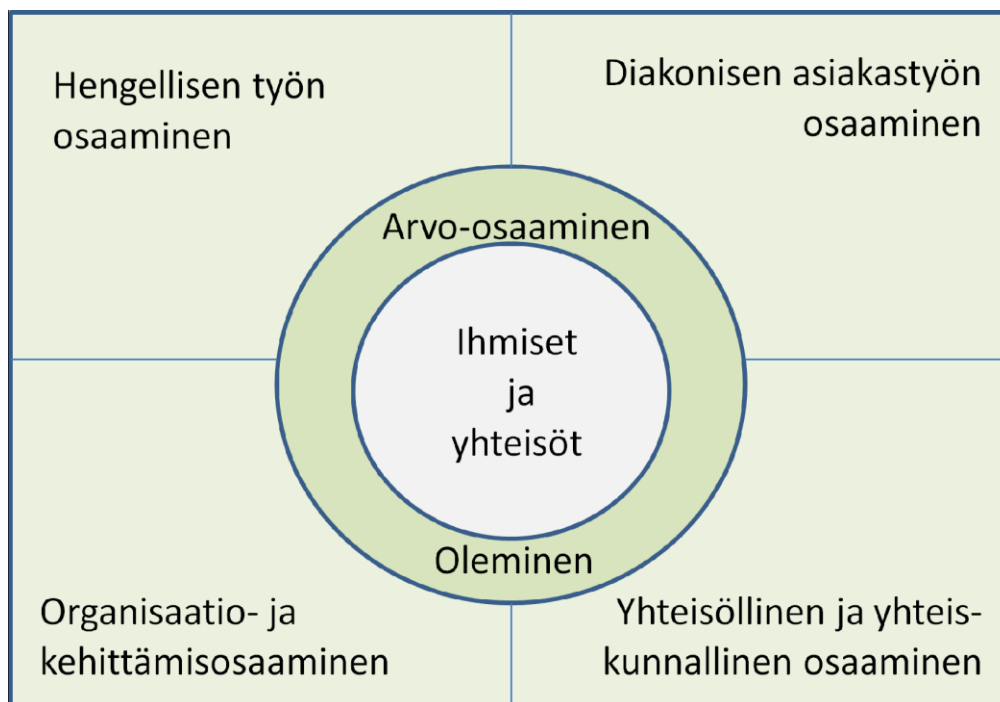 Hengellisen työn
osaaminen
Diakonisen asiakastyön
osaaminen
Arvo-osaaminen
Ihmiset
ja
yhteisöt
Oleminen
Organisaatio- ja
kehittämisosaaminen
Yhteisöllinen ja yhteis-
kunnallinen osaaminen